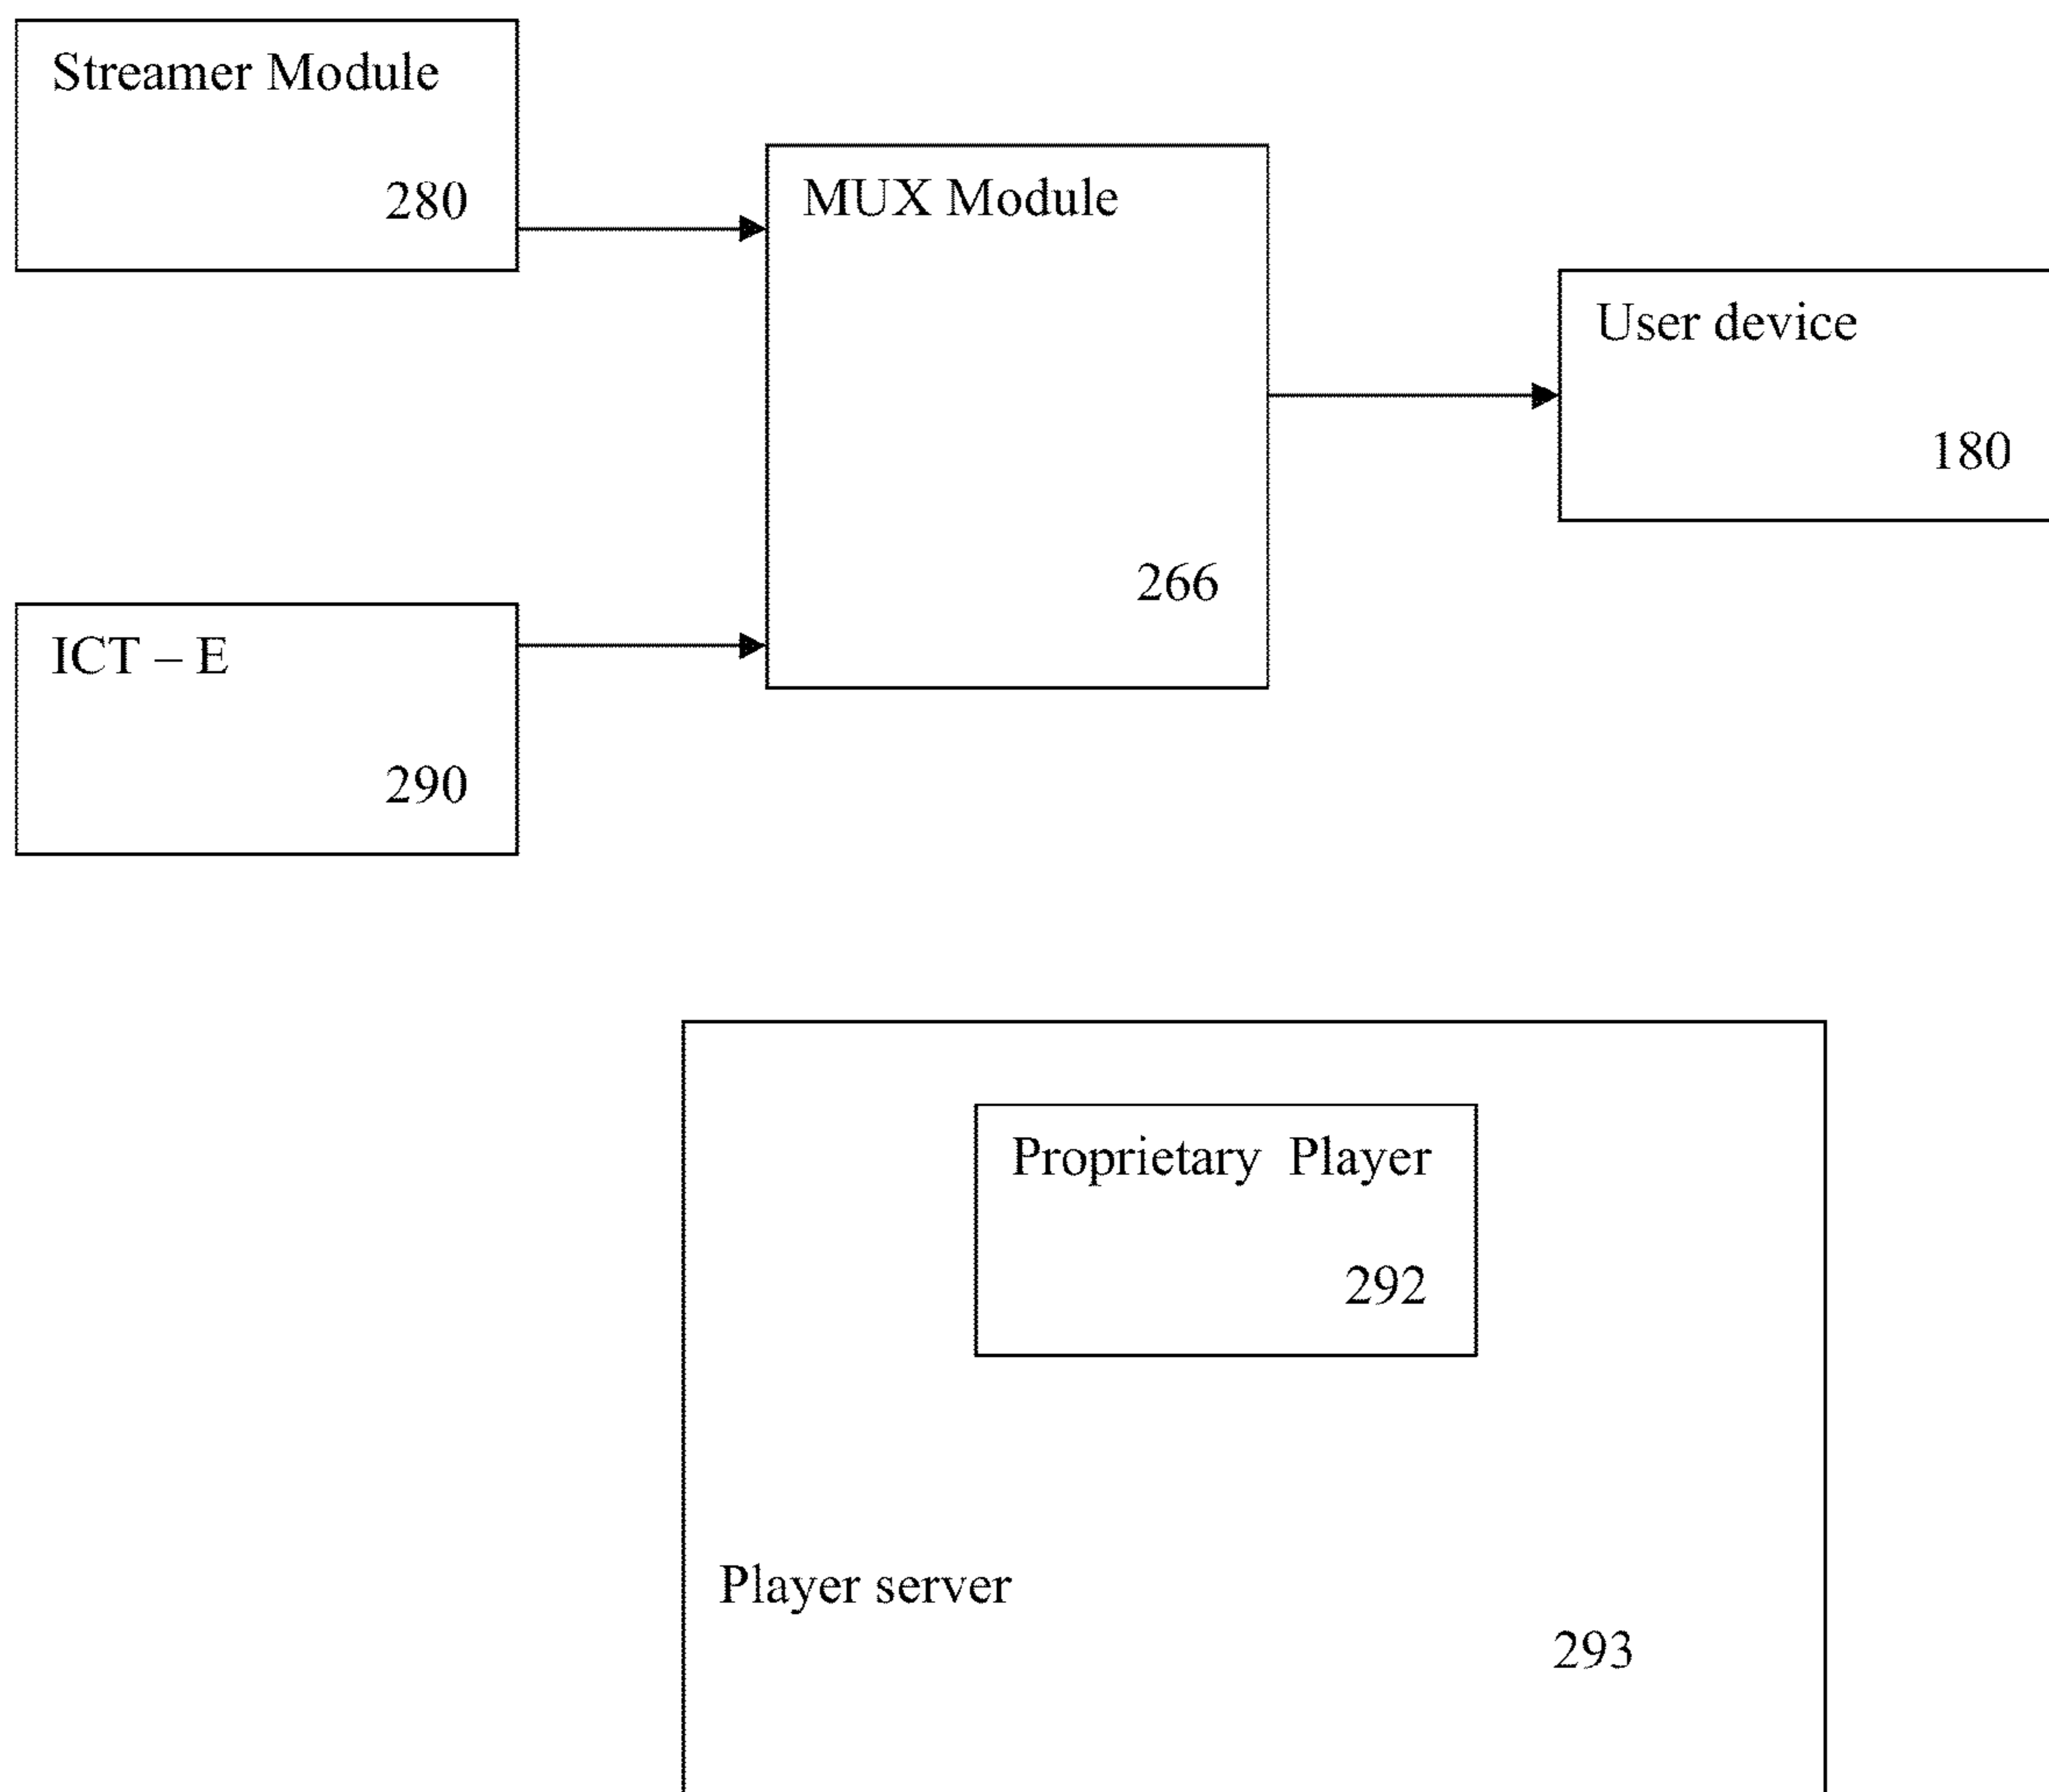 Streamer Module
280
MUX Module
266
User device
180
ICT – E
290
Proprietary Player
292
Player server
293